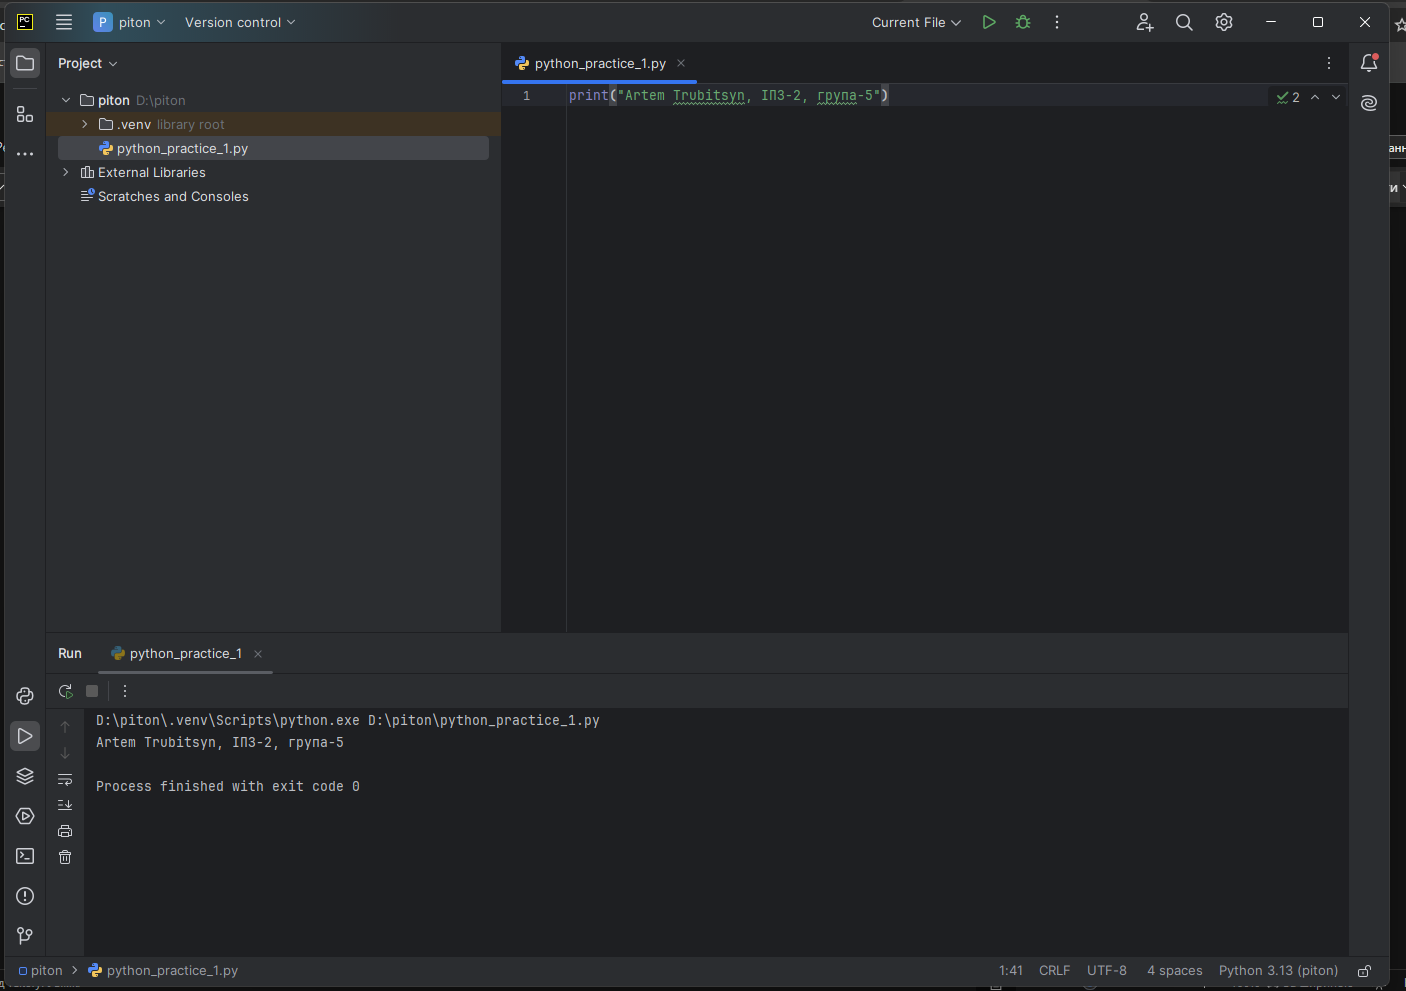 PC
P piton
Version control
Current File
Project
python_practice_1.py
piton D:\piton
.venv library root
python_practice_1.py
External Libraries
Scratches and Consoles
1
print("Artem Trubitsyn, ІПЗ-2, група-5")
2
Run
python_practice_1
D:\piton\.venv\Scripts\python.exe D:\piton\python_practice_1.py
Artem Trubitsyn, ІПЗ-2, група-5
Process finished with exit code 0
piton
python_practice_1.py
1:41
CRLF
UTF-8
4 spaces
Python 3.13 (piton)